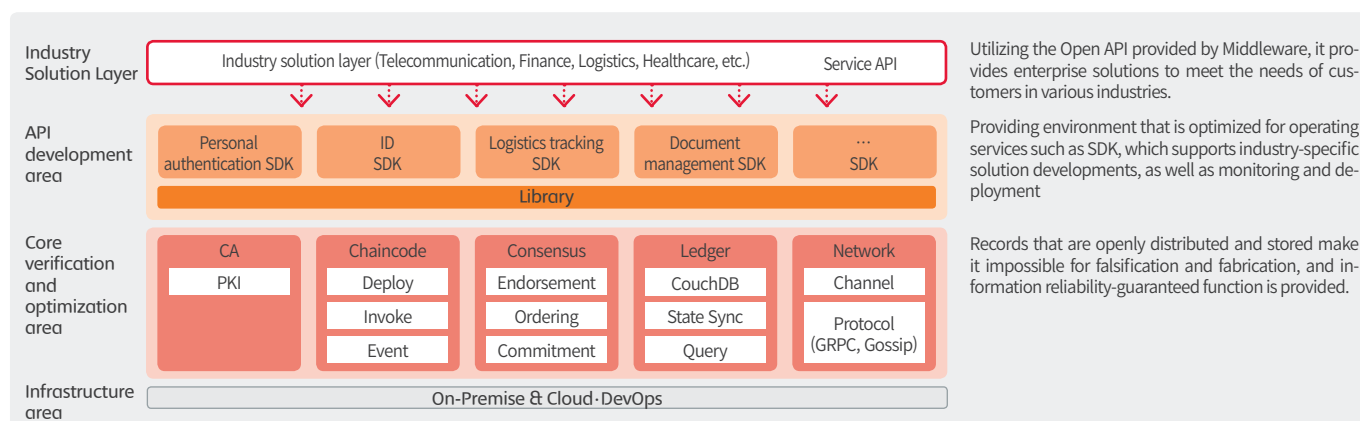 Industry
Solution Layer
Industry solution layer (Telecommunication, Finance, Logistics, Healthcare, etc.)
Service API
Utilizing the Open API provided by Middleware, it pro-
vides enterprise solutions to meet the needs of cus-
tomers in various industries.
API
development
area
Personal
authentication SDK
ID
SDK
Logistics tracking
SDK
Document
management SDK
...
SDK
Library
Providing environment that is optimized for operating
services such as SDK, which supports industry-specific
solution developments, as well as monitoring and de-
ployment
Core
verification
and
optimization
area
CA
PKI
Chaincode
Deploy
Invoke
Event
Consensus
Endorsement
Ordering
Commitment
Ledger
CouchDB
State Sync
Query
Network
Channel
Protocol
(GRPC, Gossip)
Records that are openly distributed and stored make
it impossible for falsification and fabrication, and in-
formation reliability-guaranteed function is provided.
Infrastructure
area
On-Premise & Cloud·DevOps